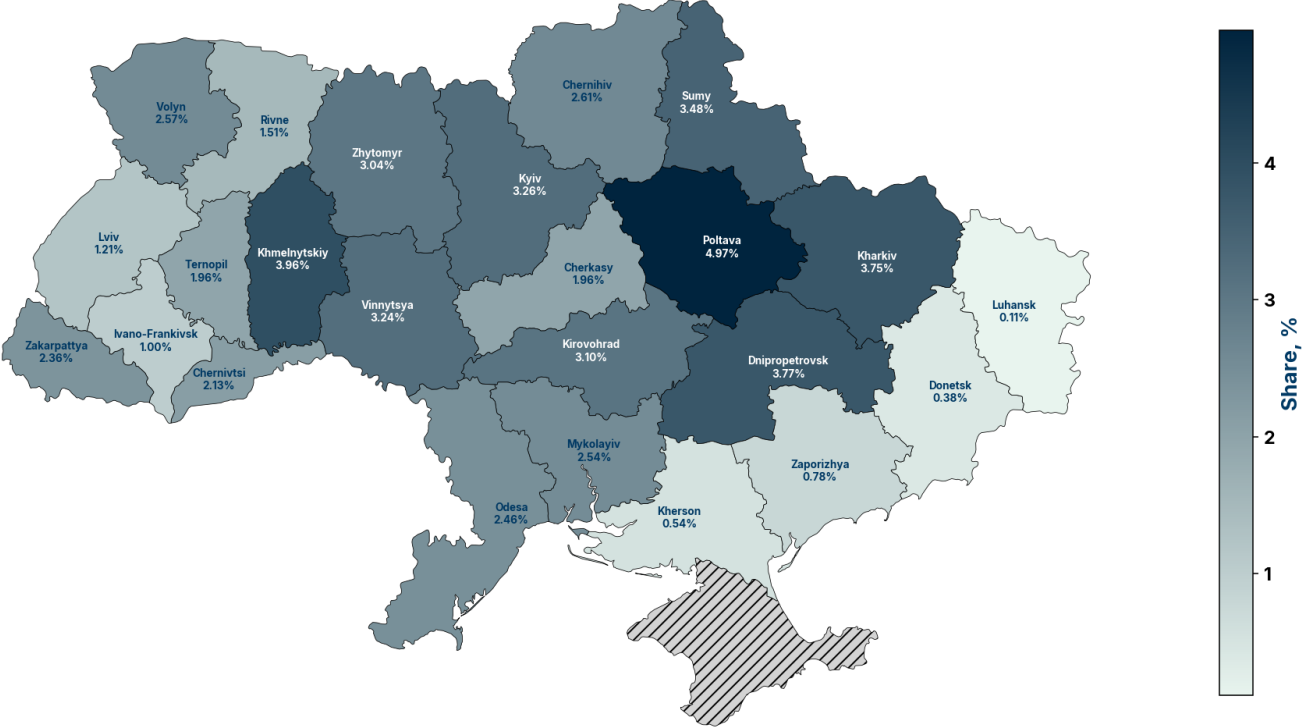 Chernihiv
2.61%
Sumy
3.48%
Volyn
2.57%
Rivne
1.51%
Zhytomyr
3.04%
Kyiv
3.26%
Lviv
1.21%
Ternopil
1.96%
Khmelnytskiy
3.96%
Cherkasy
1.96%
Poltava
4.97%
Kharkiv
3.75%
Luhansk
0.11%
Vinnytsya
3.24%
Zakarpattya
2.36%
Ivano-Frankivsk
1.00%
Chernivtsi
2.13%
Kirovohrad
3.10%
Dnipropetrovsk
3.77%
Donetsk
0.38%
Mykolayiv
2.54%
Zaporizhya
0.78%
Odesa
2.46%
Kherson
0.54%
4
3
2
1
Share, %